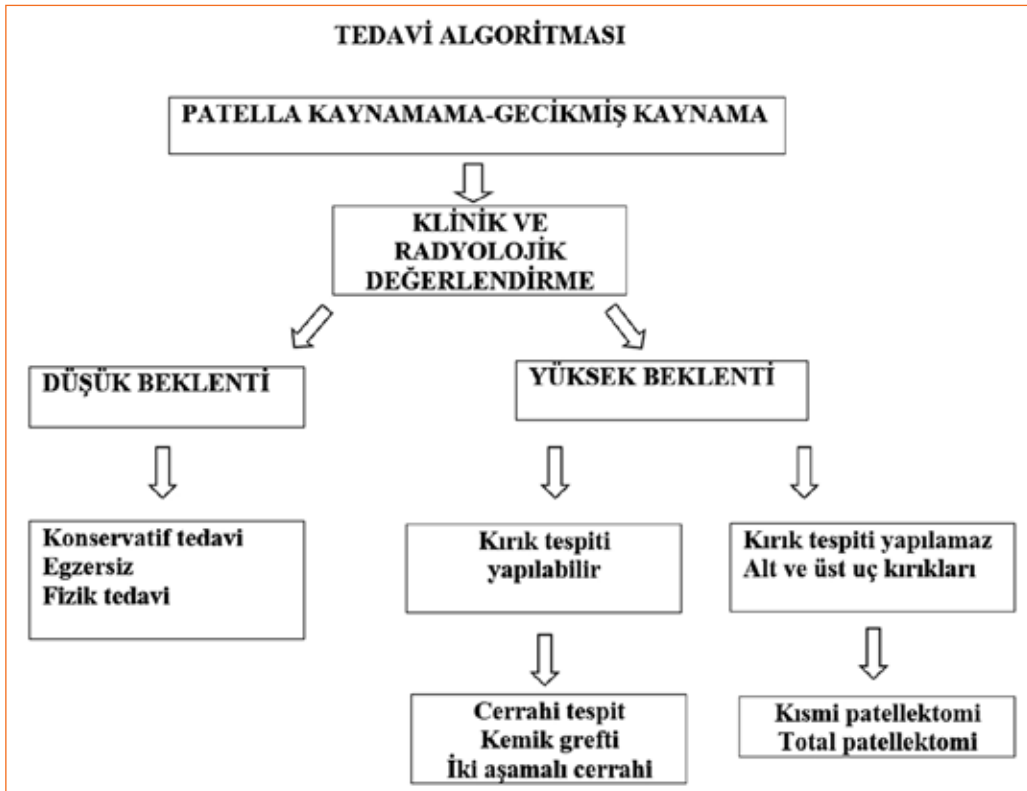 TEDAVİ ALGORİTMASI
PATELLA KAYNAMAMA-GECİKMİŞ KAYNAMA
KLİNİK VE
RADYOLOJİK
DEĞERLENDİRME
DÜŞÜK BEKLENTİ
YÜKSEK BEKLENTİ
Konservatif tedavi
Egzersiz
Fizik tedavi
Kırık tespiti
yapılabilir
Kırık tespiti yapılamaz
Alt ve üst uç kırıkları
Cerrahi tespit
Kemik grefti
İki aşamalı cerrahi
Kısmi patellektomi
Total patellektomi